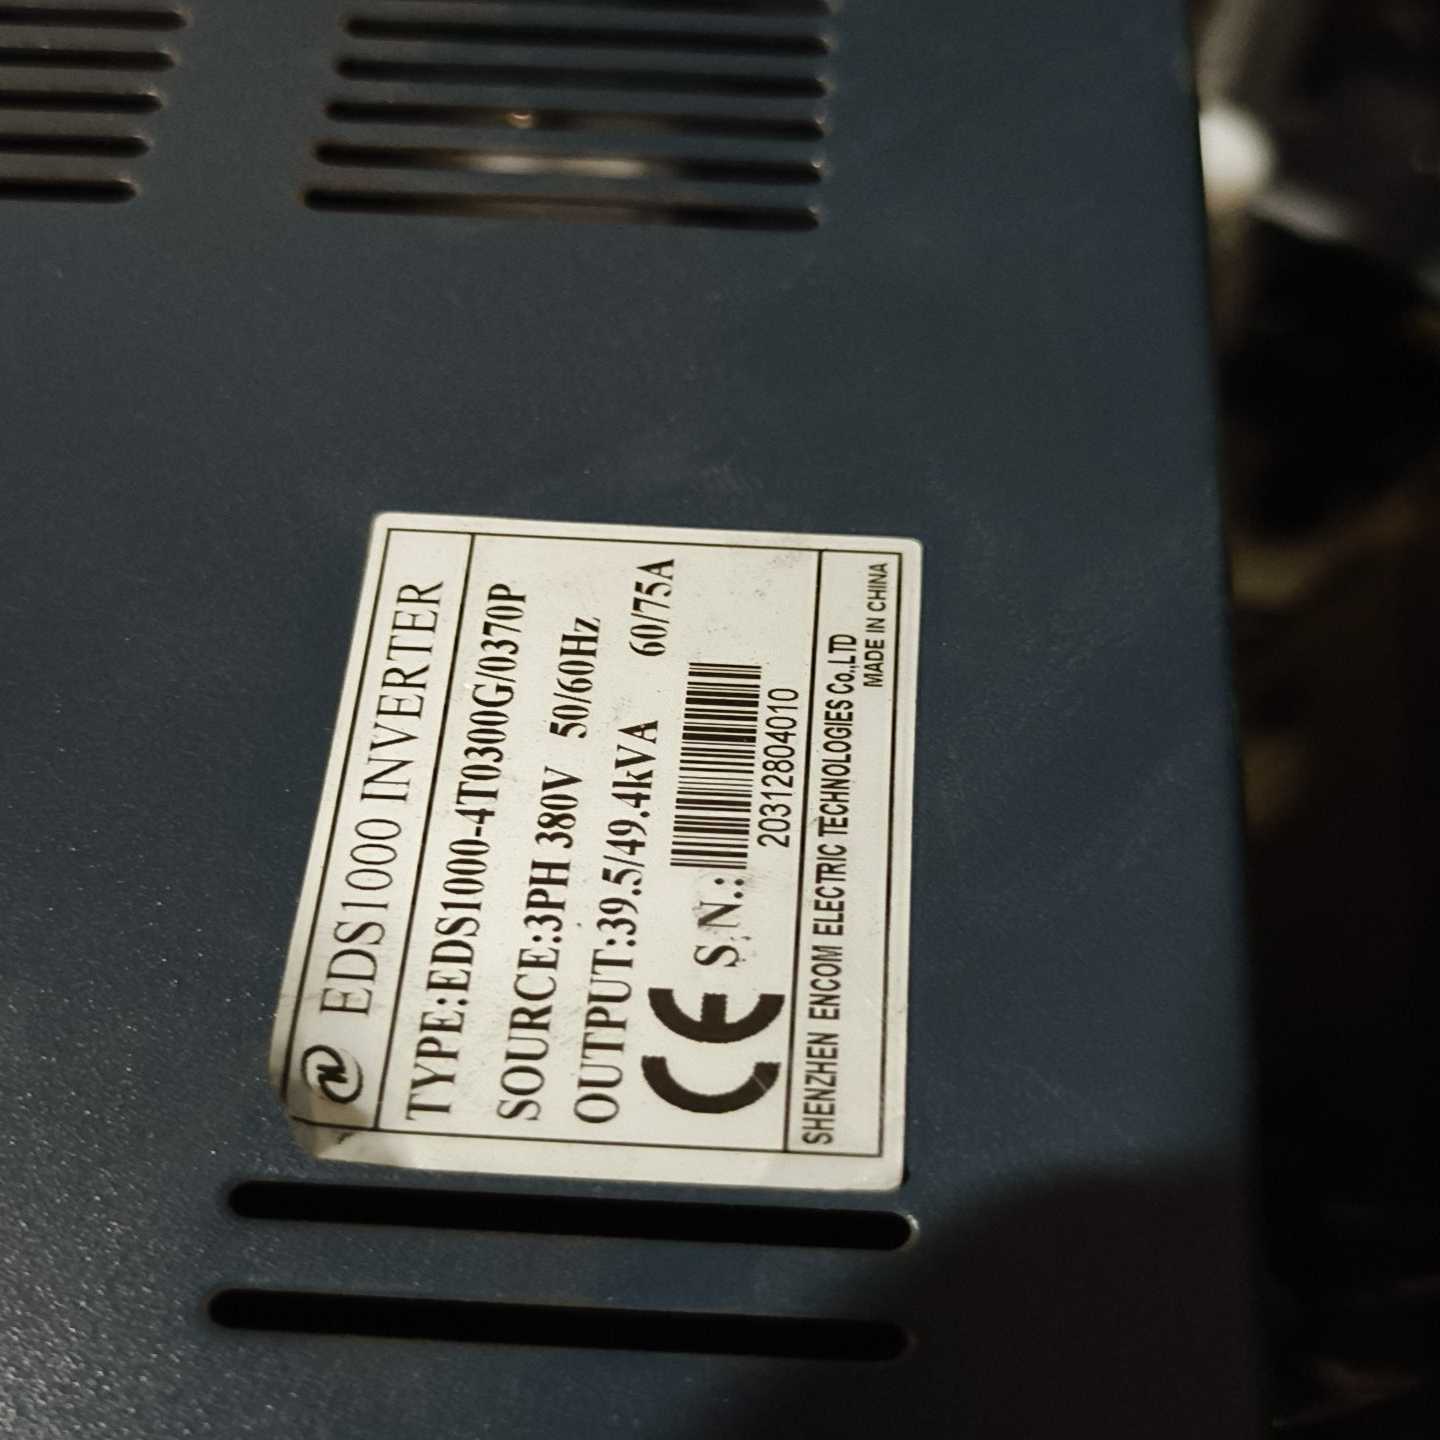 EDS1000 INVERTER
TYPE:EDS1000-4T0300G/0370P
SOURCE:3PH 380V 50/60Hz
OUTPUT:39.5/49.4kVA 60/75A
CE S.N.:
20312804010
SHENZHEN ENCOM ELECTRIC TECHNOLOGIES Co.,LTD
MADE IN CHINA